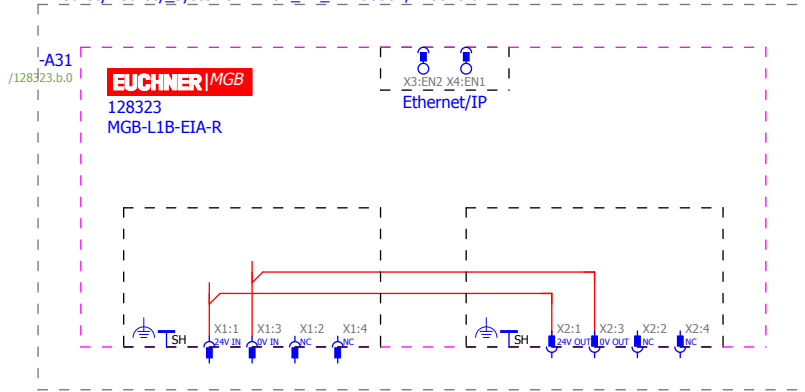 -A31
/128323.b.0
EUCHNER|MGB
128323
MGB-L1B-EIA-R
X3:EN2 X4:EN1
Ethernet/IP
SH X1:1 X1:3 X1:2 X1:4
24V IN 0V IN NC NC
SH X2:1 X2:3 X2:2 X2:4
24V OUT 0V OUT NC NC